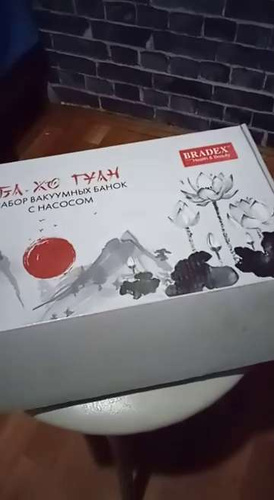 BRADEX
Health & Beauty
БА-ХО ГУАН
АБОР ВАКУУМНЫХ БАНОК
С НАСОСОМ